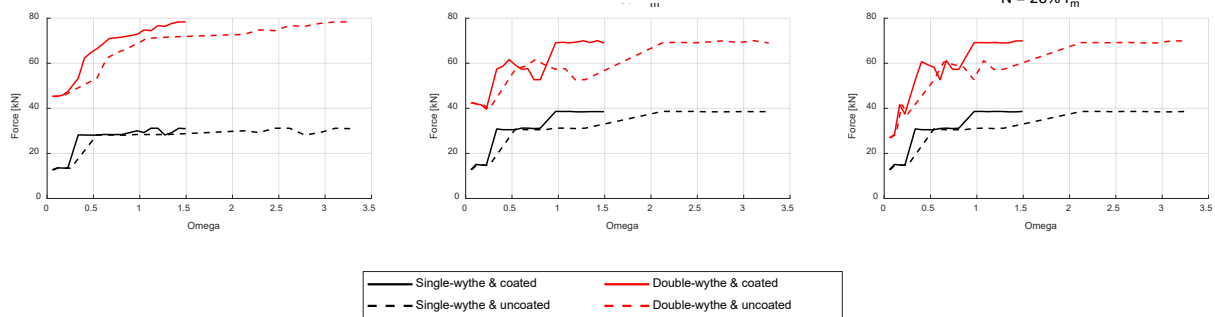 N = 20% f_m
m
80
60
40
20
0
Force [kN]
0 0.5 1 1.5 2 2.5 3 3.5
Omega
80
60
40
20
0
Force [kN]
0 0.5 1 1.5 2 2.5 3 3.5
Omega
80
60
40
20
0
Force [kN]
0 0.5 1 1.5 2 2.5 3 3.5
Omega
Single-wythe & coated
Double-wythe & coated
Single-wythe & uncoated
Double-wythe & uncoated